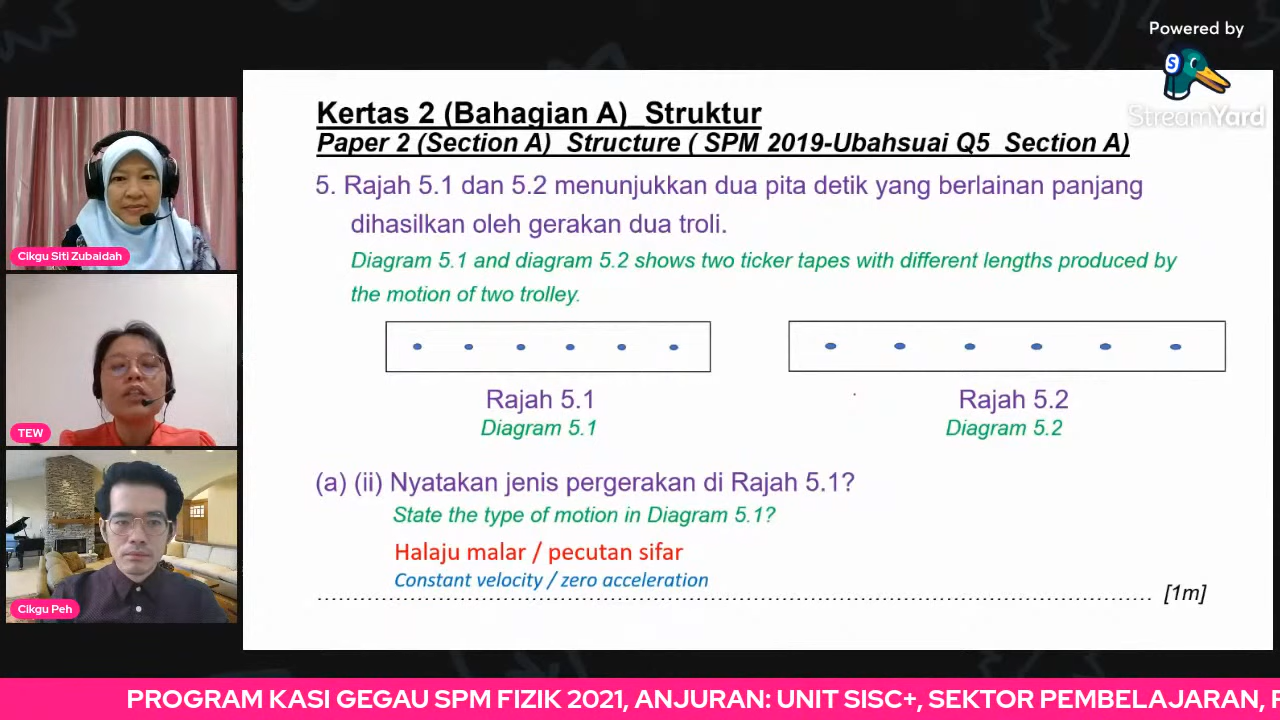 Powered by
S
StreamYard
Kertas 2 (Bahagian A)_Struktur
Paper 2 (Section A)_Structure ( SPM 2019-Ubahsuai Q5_Section A)
5. Rajah 5.1 dan 5.2 menunjukkan dua pita detik yang berlainan panjang
dihasilkan oleh gerakan dua troli.
Diagram 5.1 and diagram 5.2 shows two ticker tapes with different lengths produced by
the motion of two trolley.
Rajah 5.1
Diagram 5.1
Rajah 5.2
Diagram 5.2
(a) (ii) Nyatakan jenis pergerakan di Rajah 5.1?
State the type of motion in Diagram 5.1?
Halaju malar / pecutan sifar
Constant velocity / zero acceleration
[1m]
Cikgu Siti Zubaidah
TEW
Cikgu Peh
PROGRAM KASI GEGAU SPM FIZIK 2021, ANJURAN: UNIT SISC+, SEKTOR PEMBELAJARAN,